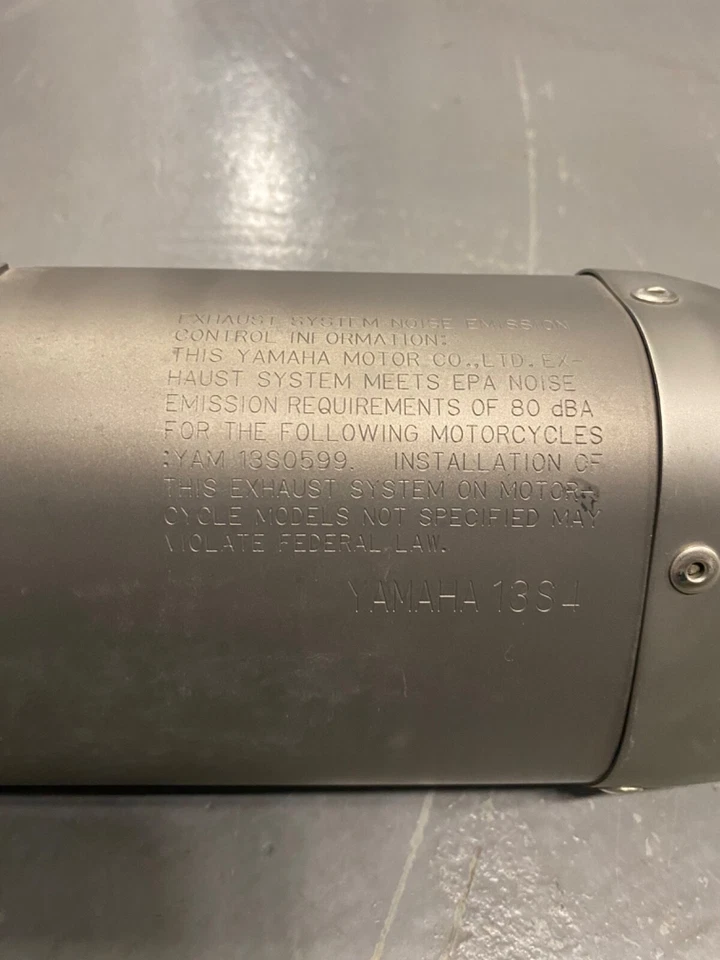 EXHAUST SYSTEM NOISE EMISSION
CONTROL INFORMATION:
THIS YAMAHA MOTOR CO.,LTD. EX-
HAUST SYSTEM MEETS EPA NOISE
EMISSION REQUIREMENTS OF 80 dBA
FOR THE FOLLOWING MOTORCYCLES
:YAM 13S0599. INSTALLATION OF
THIS EXHAUST SYSTEM ON MOTOR-
CYCLE MODELS NOT SPECIFIED MAY
VIOLATE FEDERAL LAW.
YAMAHA 13S4